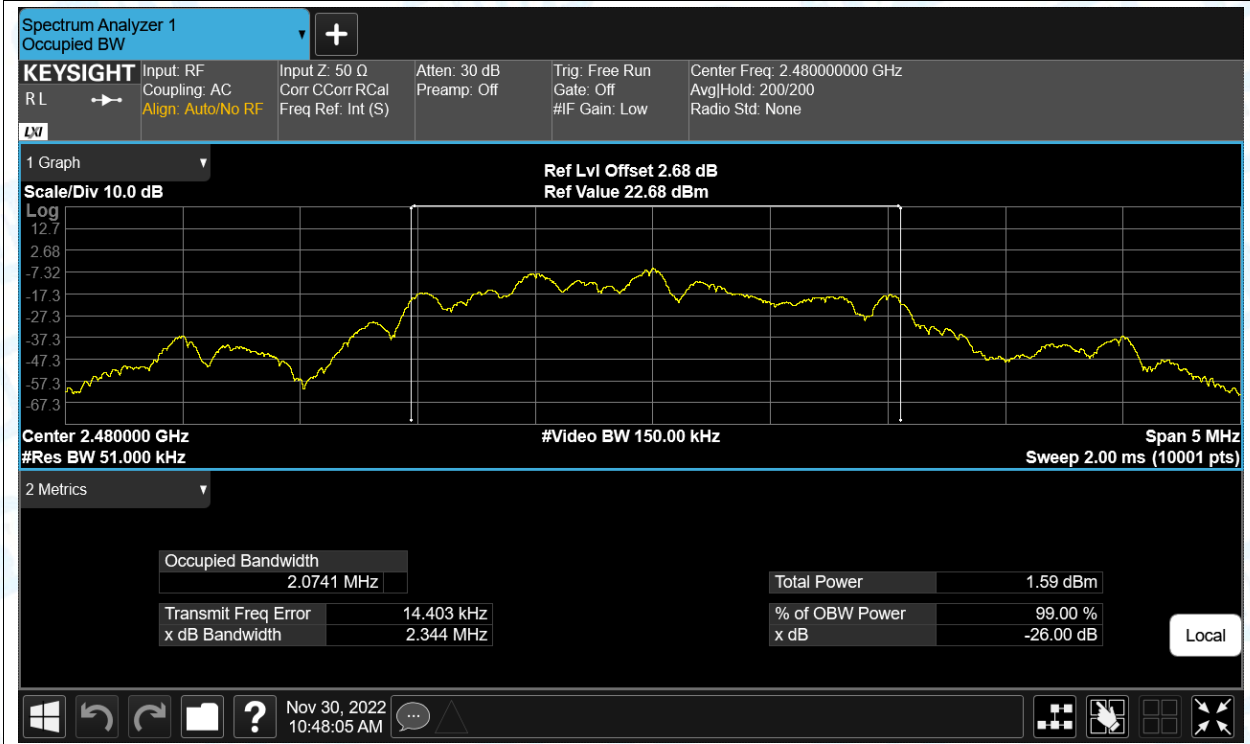 Spectrum Analyzer 1
Occupied BW
▼
+
KEYSIGHT
R L
LXI
Input: RF
Coupling: AC
Align: Auto/No RF
Input Z: 50 Ω
Corr CCorr RCal
Freq Ref: Int (S)
Atten: 30 dB
Preamp: Off
Trig: Free Run
Gate: Off
#IF Gain: Low
Center Freq: 2.480000000 GHz
Avg|Hold: 200/200
Radio Std: None
1 Graph ▼
Scale/Div 10.0 dB
Ref Lvl Offset 2.68 dB
Ref Value 22.68 dBm
Log
12.7
2.68
-7.32
-17.3
-27.3
-37.3
-47.3
-57.3
-67.3
Center 2.480000 GHz
#Video BW 150.00 kHz
Span 5 MHz
#Res BW 51.000 kHz
Sweep 2.00 ms (10001 pts)
2 Metrics ▼
Occupied Bandwidth
2.0741 MHz
Transmit Freq Error 14.403 kHz
x dB Bandwidth 2.344 MHz
Total Power 1.59 dBm
% of OBW Power 99.00 %
x dB -26.00 dB
Local
?
Nov 30, 2022
10:48:05 AM